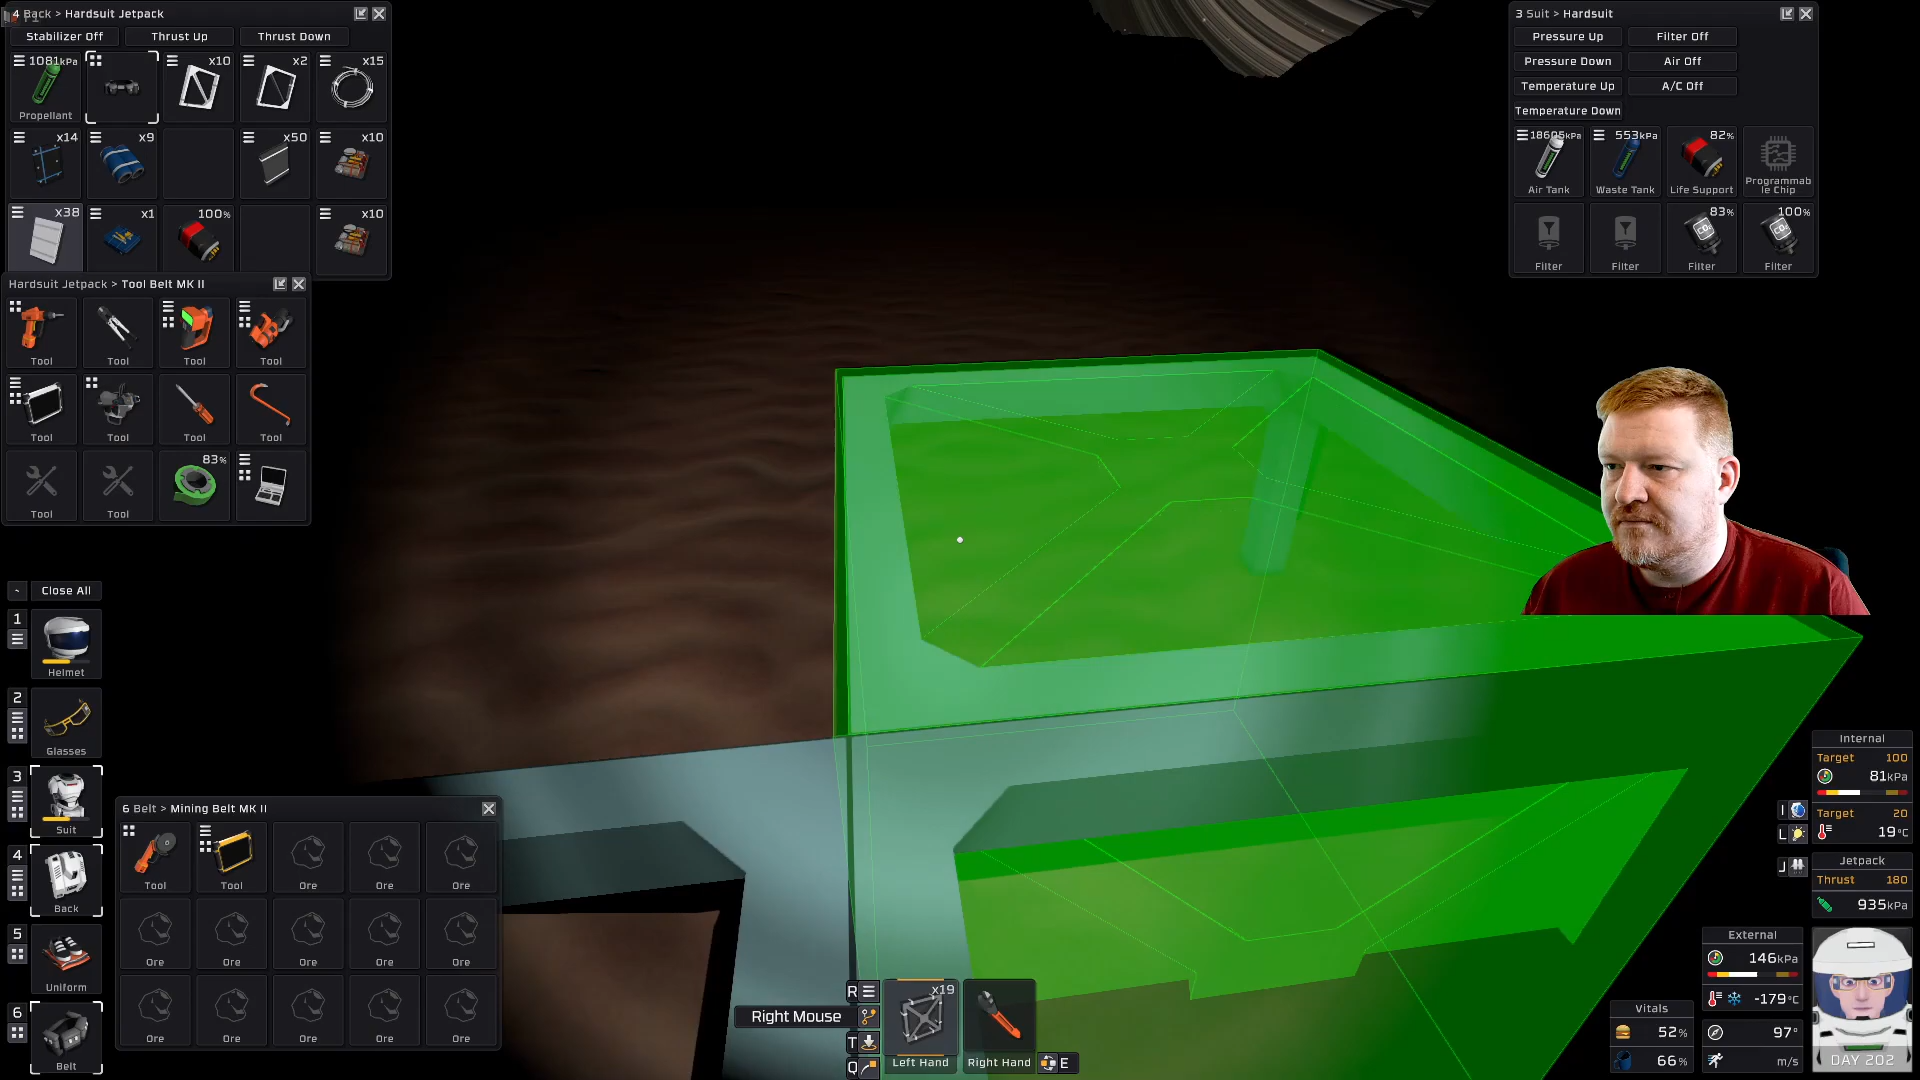 4 Back > Hardsuit Jetpack
Stabilizer Off Thrust Up Thrust Down
1081kPa x10 x2 x15
Propellant
x14 x9 x50 x10
x38 x1 100% x10
Hardsuit Jetpack > Tool Belt MK II
Tool Tool Tool Tool
Tool Tool Tool Tool
83%
Tool Tool
~ Close All
1
Helmet
2
Glasses
3
Suit
4
Back
5
Uniform
6
Belt
6 Belt > Mining Belt MK II
Tool Tool Ore Ore Ore
Ore Ore Ore Ore Ore
Ore Ore Ore Ore Ore
R x19
Right Mouse
T
Q Left Hand Right Hand E
3 Suit > Hardsuit
Pressure Up Filter Off
Pressure Down Air Off
Temperature Up A/C Off
Temperature Down
18605kPa 553kPa 82%
Air Tank Waste Tank Life Support Programmab
le Chip
83% 100%
CO2 CO2
Filter Filter Filter Filter
Internal
Target 100
81kPa
Target 20
I
L 19°C
Jetpack
J
Thrust 180
935kPa
External
146kPa
-179°C
Vitals
52% 97°
66% m/s
DAY 202